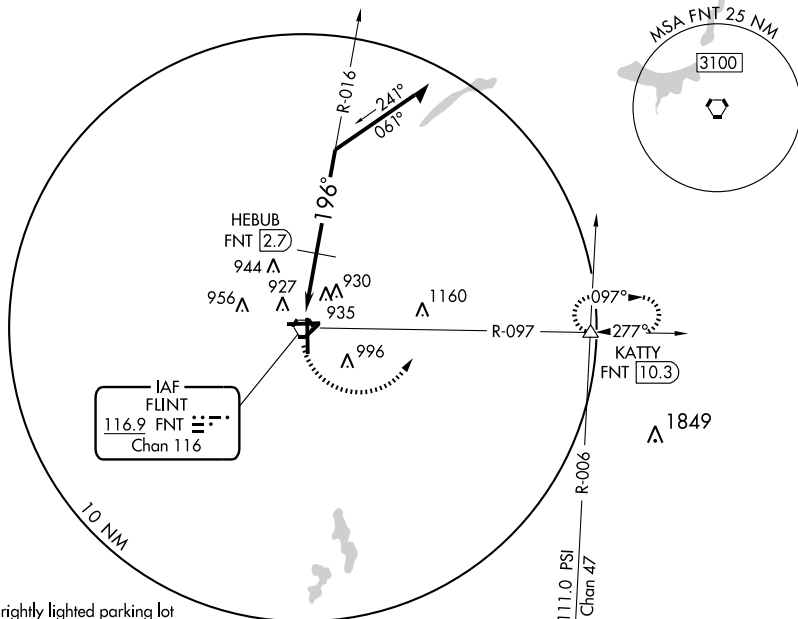 MSA FNT 25 NM
3100
R-016
241°
061°
196°
HEBUB
FNT 2.7
944
930
927
956
935
1160
097°
R-097
277°
KATTY
FNT 10.3
996
IAF
FLINT
116.9 FNT
Chan 116
1849
R-006
10 NM
111.0 PSI
Chan 47
rightly lighted parking lot